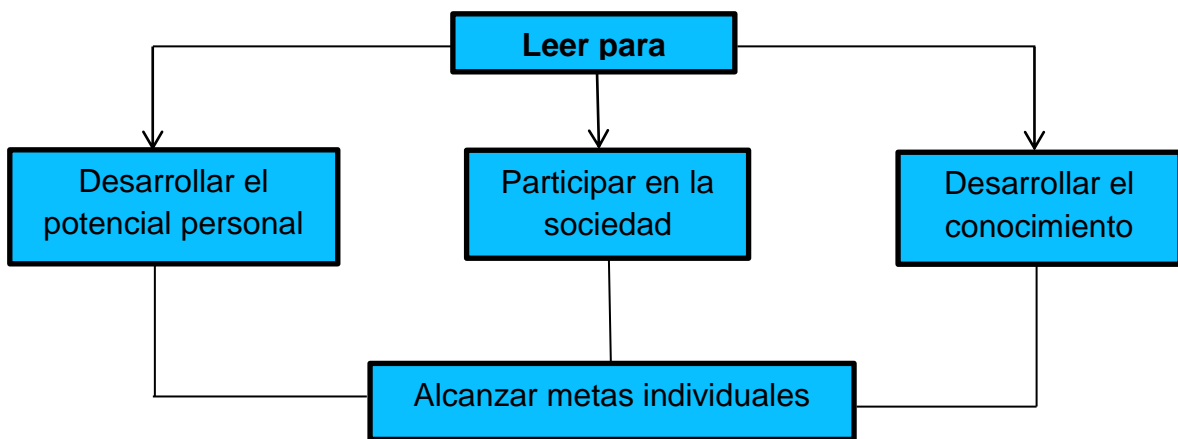 Leer para
Desarrollar el
potencial personal
Participar en la
sociedad
Desarrollar el
conocimiento
Alcanzar metas individuales